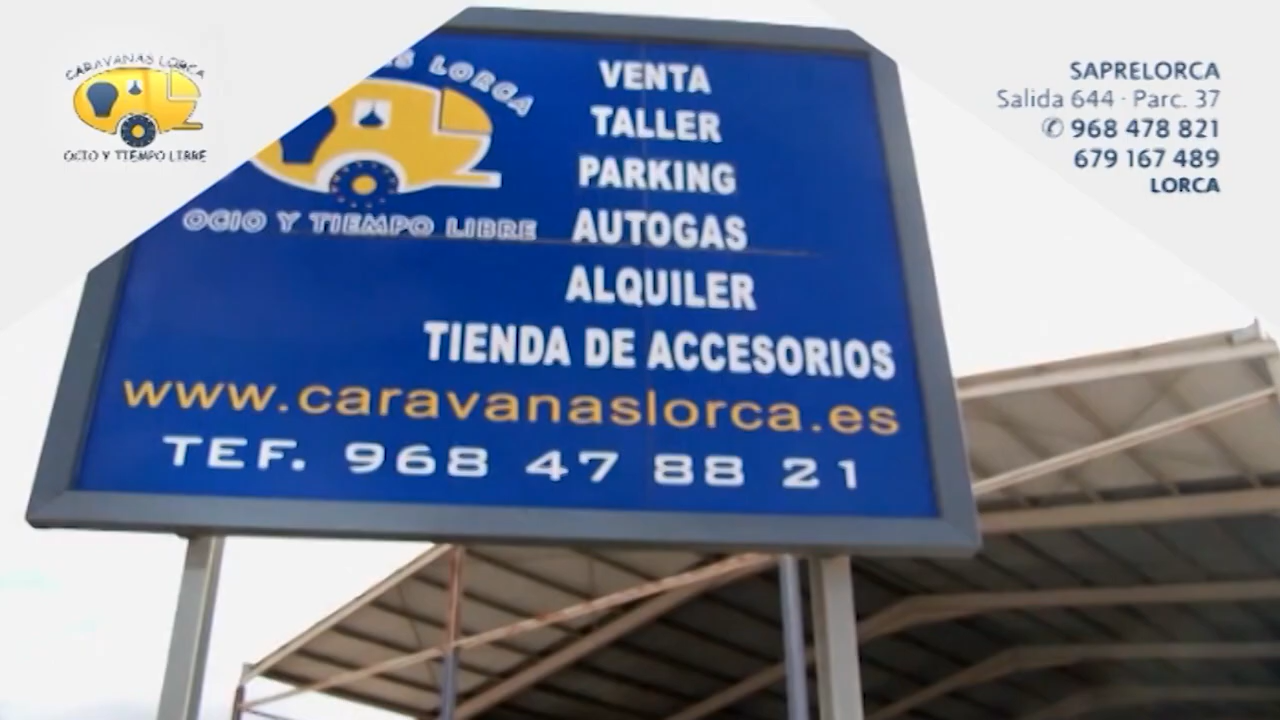 CARAVANAS LORCA
OCIO Y TIEMPO LIBRE
SAPRELORCA
Salida 644 · Parc. 37
✆ 968 478 821
679 167 489
LORCA
S LORCA
OCIO Y TIEMPO LIBRE
VENTA
TALLER
PARKING
AUTOGAS
ALQUILER
TIENDA DE ACCESORIOS
www.caravanaslorca.es
TEF. 968 47 88 21